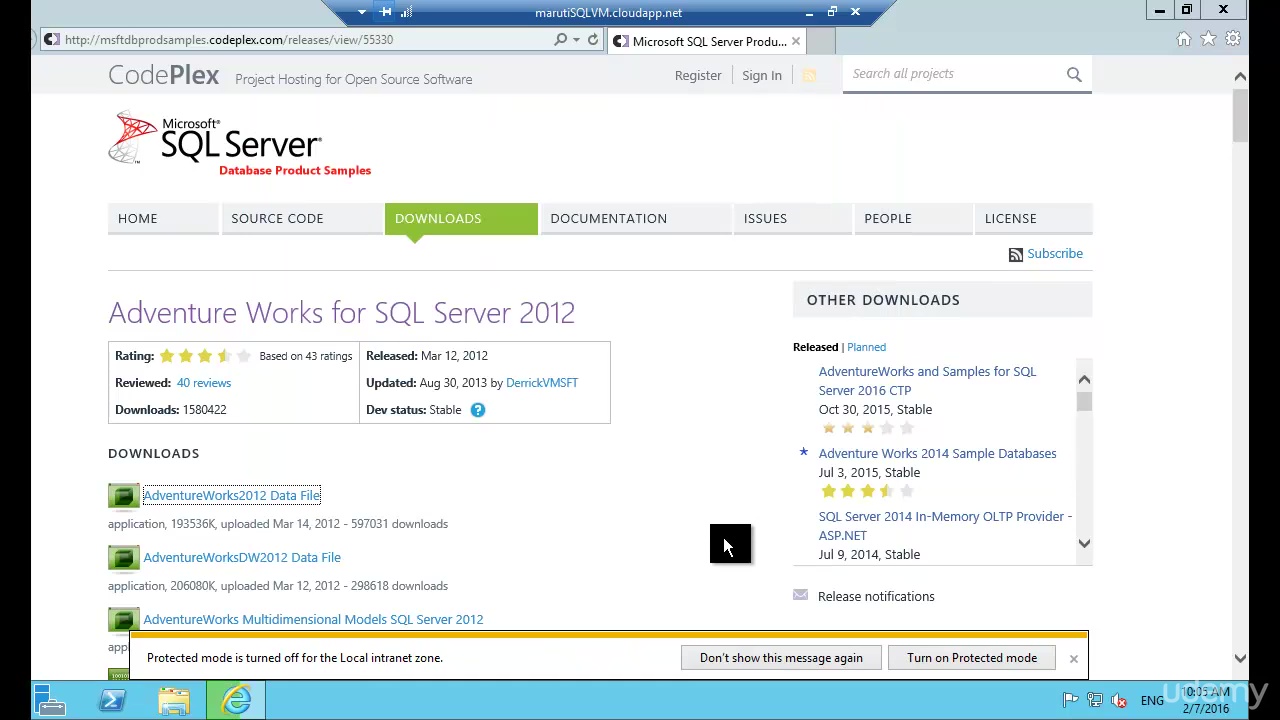 marutiSQLVM.cloudapp.net
http://msftdbprodsamples.codeplex.com/releases/view/55330
Microsoft SQL Server Produ...
CodePlex Project Hosting for Open Source Software
Register
Sign In
Search all projects
Microsoft®
SQL Server®
Database Product Samples
HOME
SOURCE CODE
DOWNLOADS
DOCUMENTATION
ISSUES
PEOPLE
LICENSE
Subscribe
Adventure Works for SQL Server 2012
Rating: Based on 43 ratings
Reviewed: 40 reviews
Downloads: 1580422
Released: Mar 12, 2012
Updated: Aug 30, 2013 by DerrickVMSFT
Dev status: Stable ?
DOWNLOADS
AdventureWorks2012 Data File
application, 193536K, uploaded Mar 14, 2012 - 597031 downloads
AdventureWorksDW2012 Data File
application, 206080K, uploaded Mar 12, 2012 - 298618 downloads
AdventureWorks Multidimensional Models SQL Server 2012
appl
OTHER DOWNLOADS
Released | Planned
AdventureWorks and Samples for SQL
Server 2016 CTP
Oct 30, 2015, Stable
* Adventure Works 2014 Sample Databases
Jul 3, 2015, Stable
SQL Server 2014 In-Memory OLTP Provider -
ASP.NET
Jul 9, 2014, Stable
Release notifications
Protected mode is turned off for the Local intranet zone.
Don't show this message again
Turn on Protected mode
ENG
10:05 AM
2/7/2016
udemy